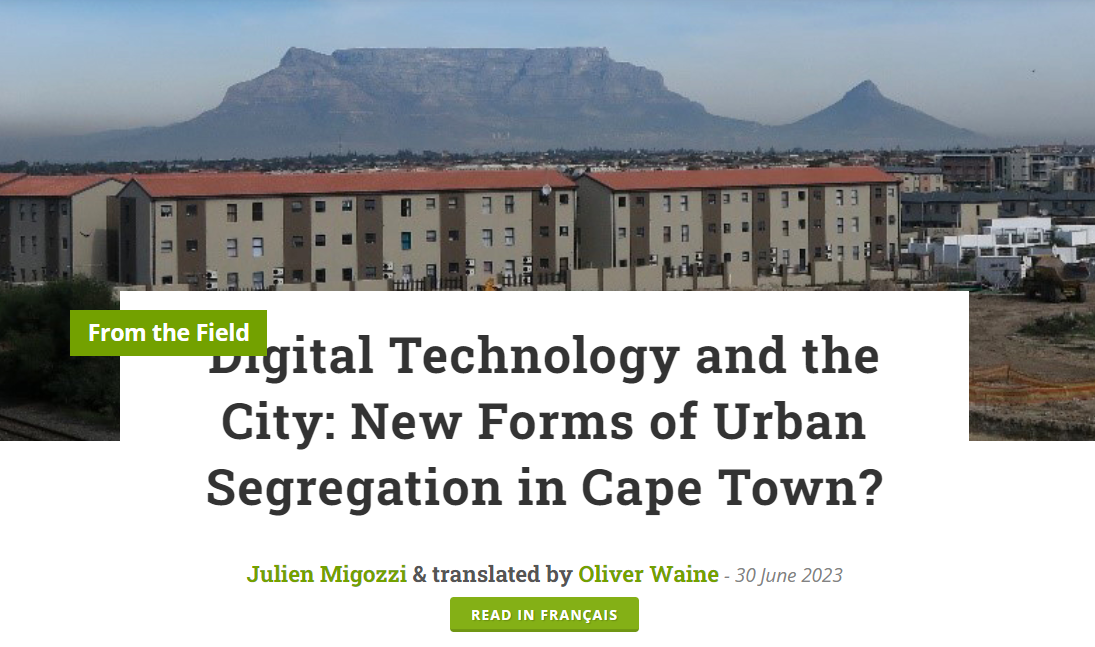 From the Field
Digital Technology and the
City: New Forms of Urban
Segregation in Cape Town?
Julien Migozzi & translated by Oliver Waine - 30 June 2023
READ IN FRANÇAIS